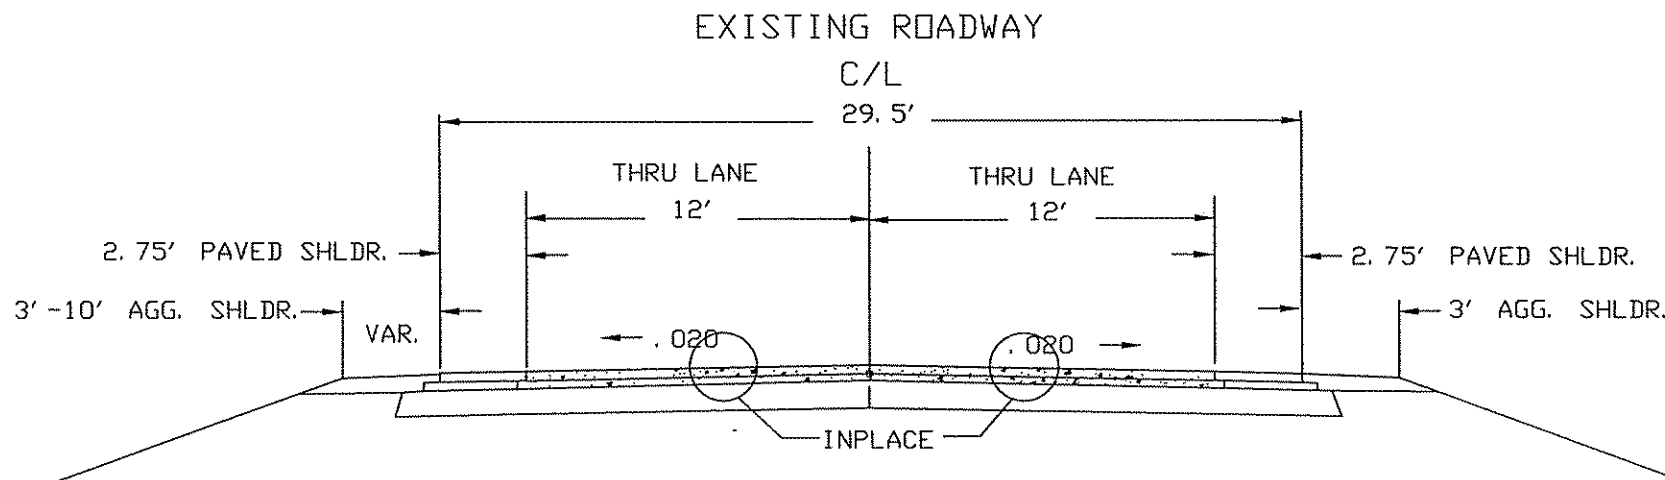 EXISTING ROADWAY
C/L
29.5'
THRU LANE
THRU LANE
12'
12'
2.75' PAVED SHLDR.
2.75' PAVED SHLDR.
3'-10' AGG. SHLDR.
3' AGG. SHLDR.
VAR.
.020
.020
INPLACE